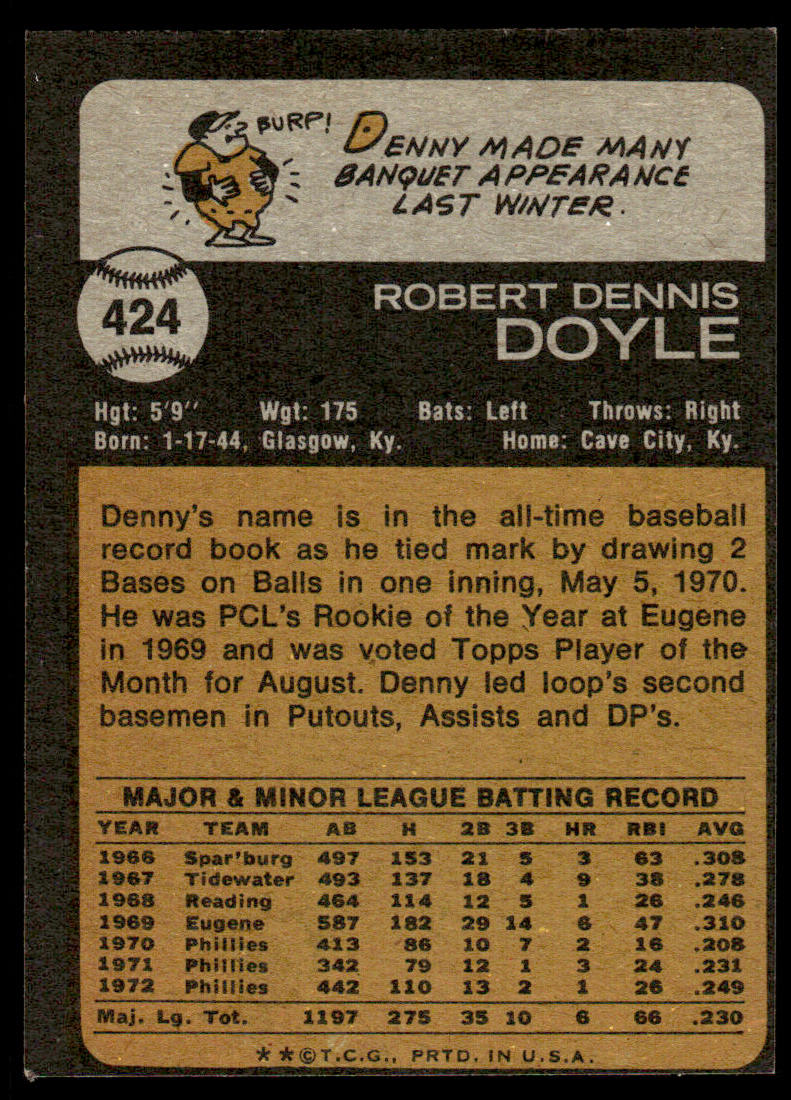 BURP!
DENNY MADE MANY
BANQUET APPEARANCE
LAST WINTER.
424
ROBERT DENNIS
DOYLE
Hgt: 5'9" Wgt: 175 Bats: Left Throws: Right
Born: 1-17-44, Glasgow, Ky. Home: Cave City, Ky.
Denny's name is in the all-time baseball
record book as he tied mark by drawing 2
Bases on Balls in one inning, May 5, 1970.
He was PCL's Rookie of the Year at Eugene
in 1969 and was voted Topps Player of the
Month for August. Denny led loop's second
basemen in Putouts, Assists and DP's.
MAJOR & MINOR LEAGUE BATTING RECORD
YEAR TEAM AB H 2B 3B HR RBI AVG
1966 Spar'burg 497 153 21 5 3 63 .308
1967 Tidewater 493 137 18 4 9 38 .278
1968 Reading 464 114 12 5 1 26 .246
1969 Eugene 587 182 29 14 6 47 .310
1970 Phillies 413 86 10 7 2 16 .208
1971 Phillies 342 79 12 1 3 24 .231
1972 Phillies 442 110 13 2 1 26 .249
Maj. Lg. Tot. 1197 275 35 10 6 66 .230
**©T.C.G., PRTD. IN U.S.A.